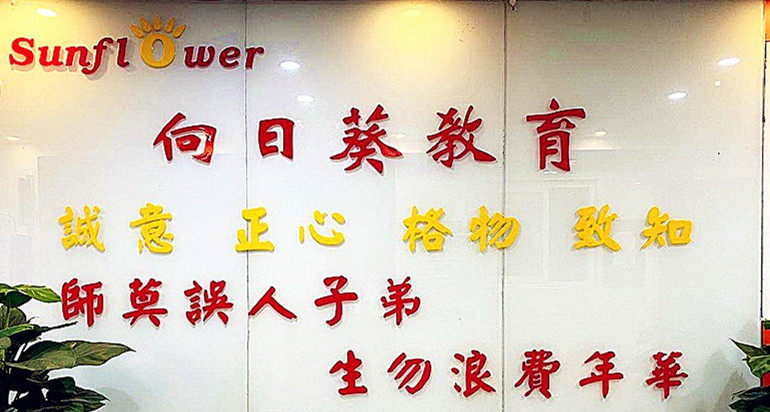 Sunflower
向日葵教育
誠意 正心 格物 致知
師莫誤人子弟
生勿浪費年華